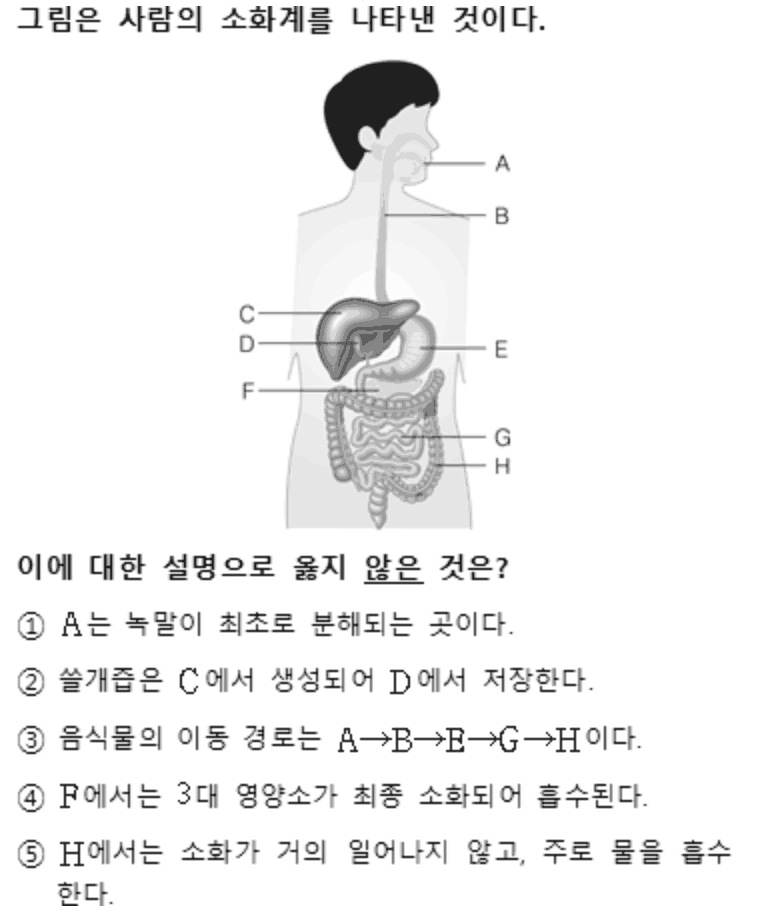 그림은 사람의 소화계를 나타낸 것이다.
A
B
C
D
E
F
G
H
이에 대한 설명으로 옳지 않은 것은?
① A는 녹말이 최초로 분해되는 곳이다.
② 쓸개즙은 C에서 생성되어 D에서 저장한다.
③ 음식물의 이동 경로는 A→B→E→G→H이다.
④ F에서는 3대 영양소가 최종 소화되어 흡수된다.
⑤ H에서는 소화가 거의 일어나지 않고, 주로 물을 흡수
한다.